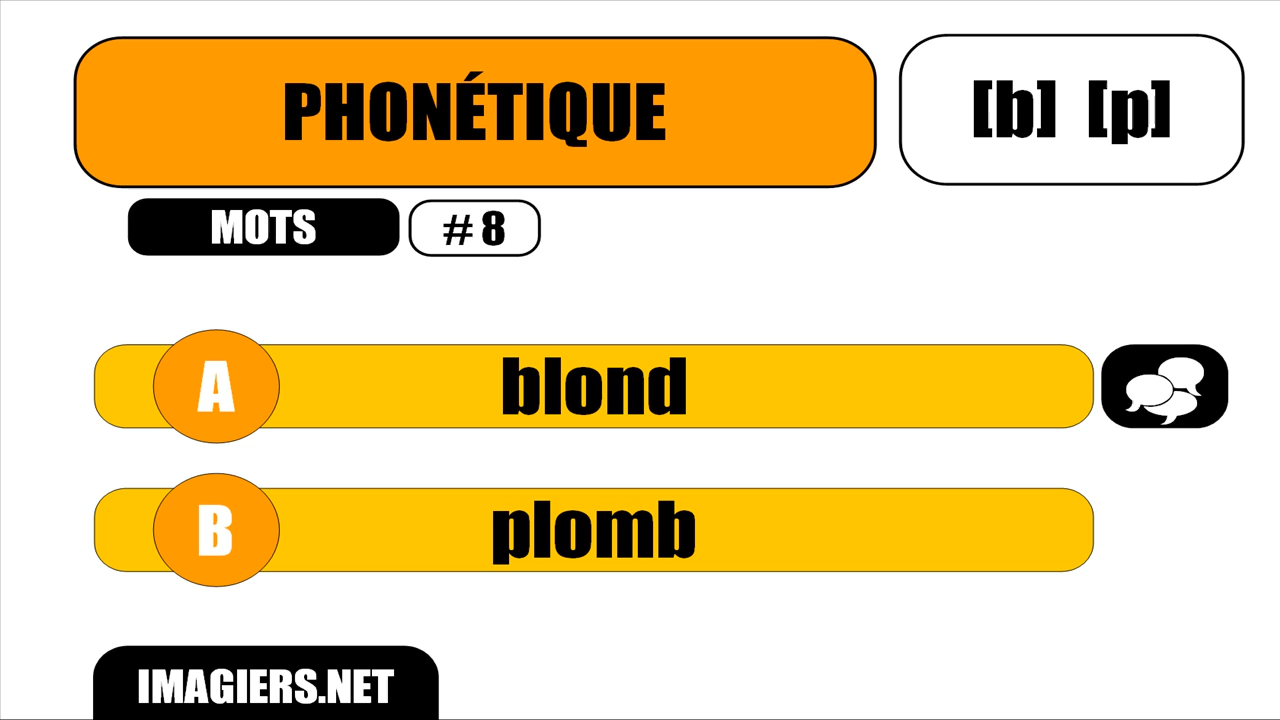 PHONÉTIQUE
[b] [p]
MOTS
# 8
A
blond
B
plomb
IMAGIERS.NET